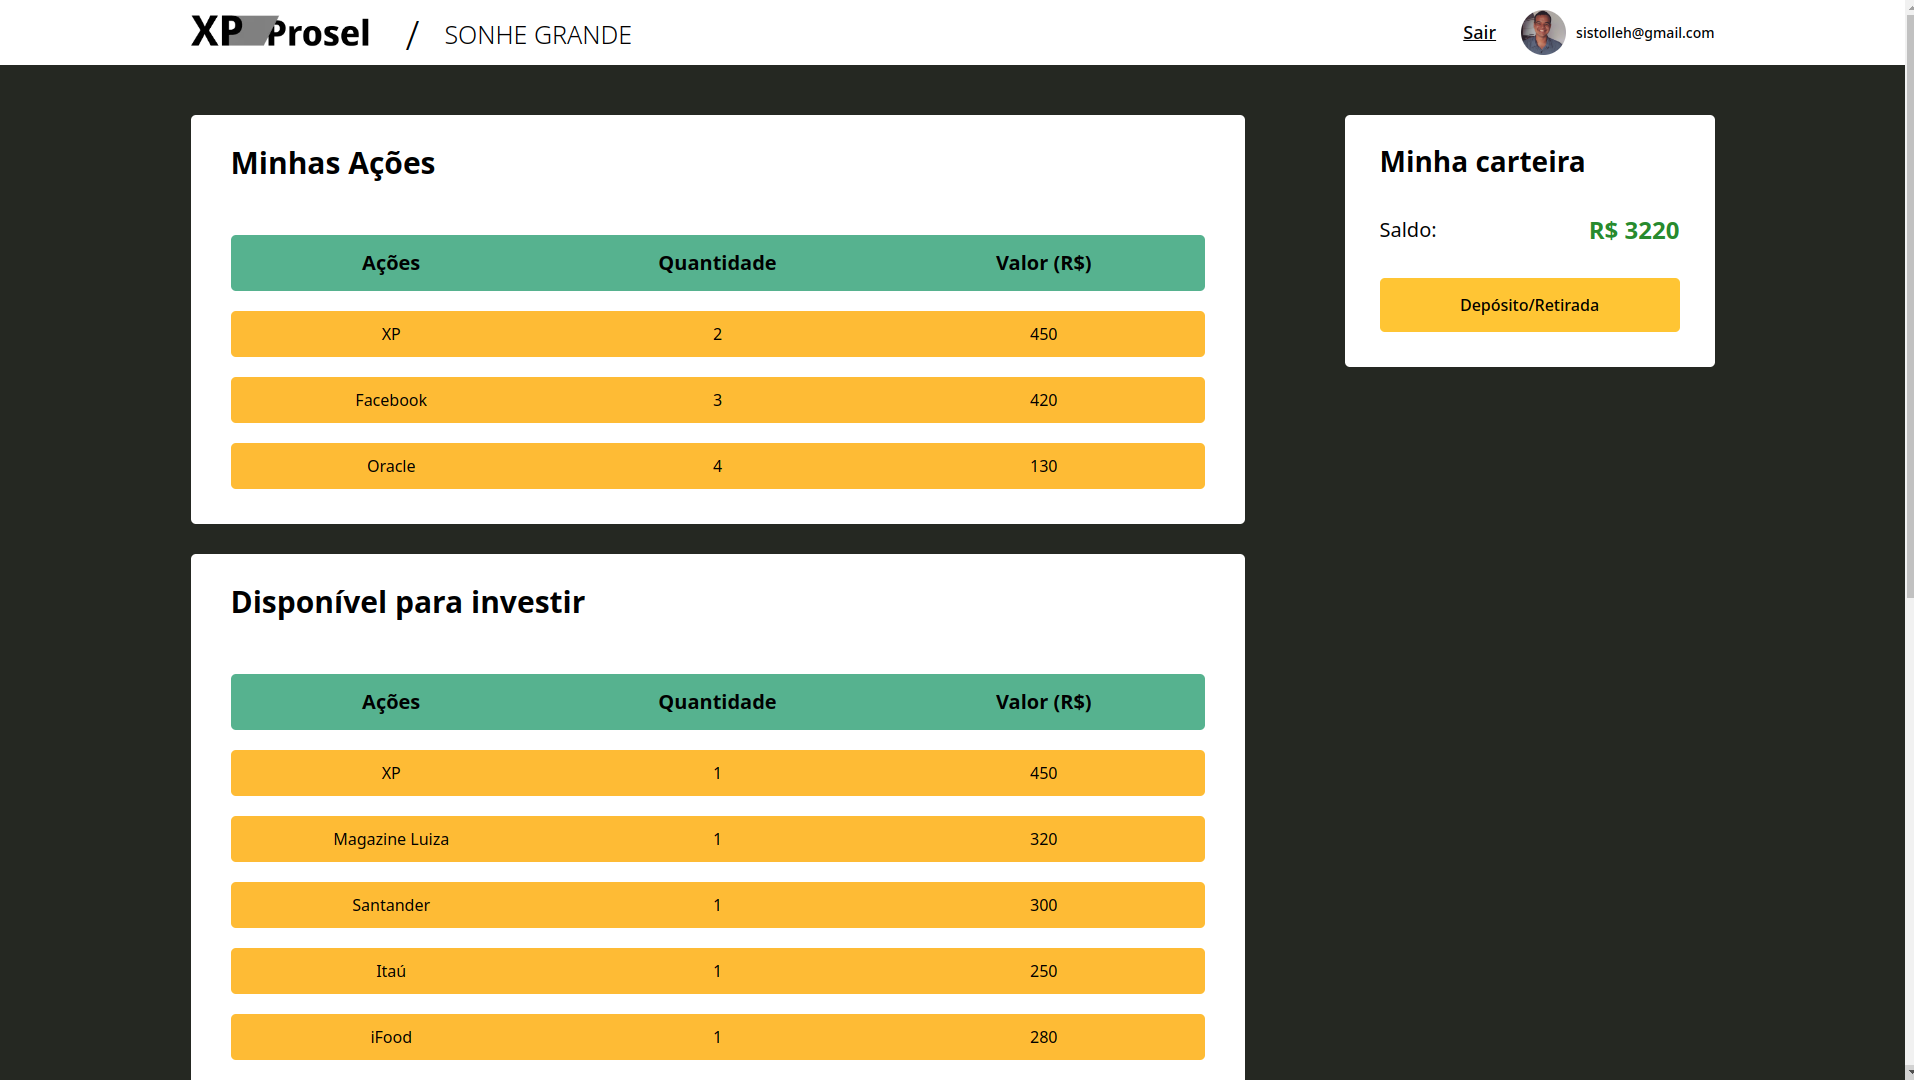 XP Prosel / SONHE GRANDE Sair sistolleh@gmail.com
Minhas Ações
Ações Quantidade Valor (R$)
XP 2 450
Facebook 3 420
Oracle 4 130
Minha carteira
Saldo: R$ 3220
Depósito/Retirada
Disponível para investir
Ações Quantidade Valor (R$)
XP 1 450
Magazine Luiza 1 320
Santander 1 300
Itaú 1 250
iFood 1 280